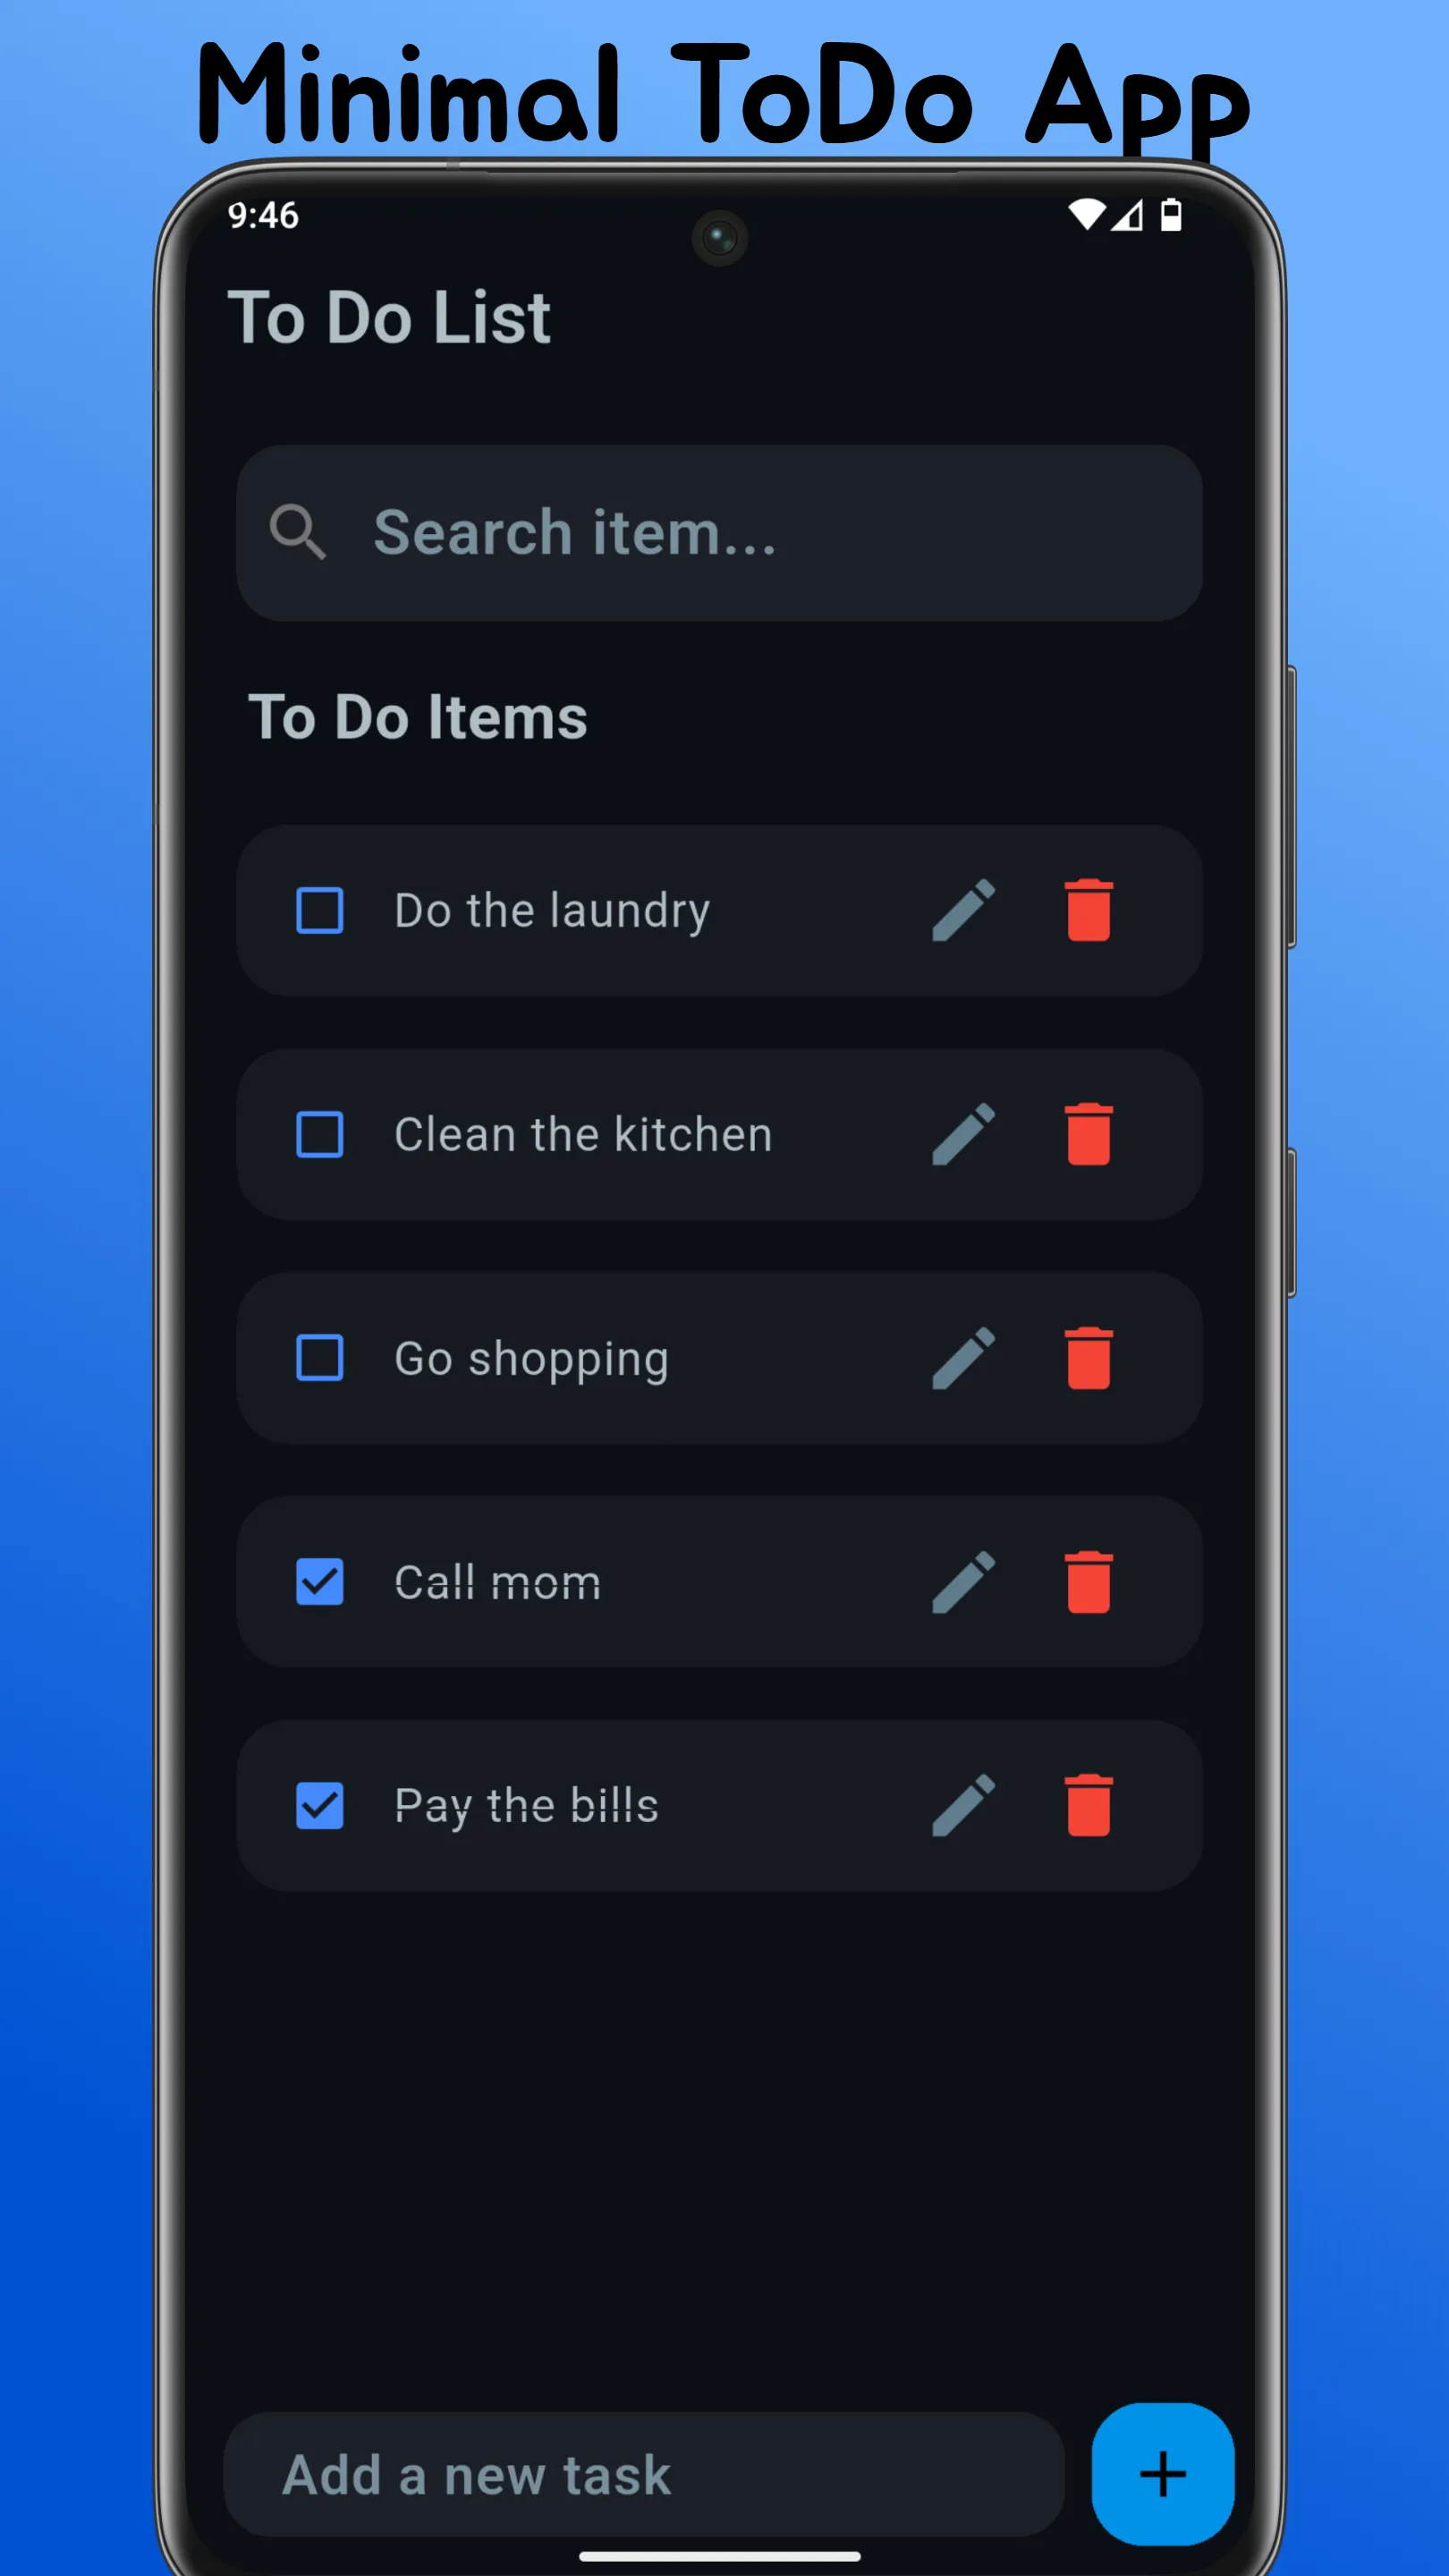 Minimal ToDo App
9:46
To Do List
Search item...
To Do Items
Do the laundry
Clean the kitchen
Go shopping
Call mom
Pay the bills
Add a new task